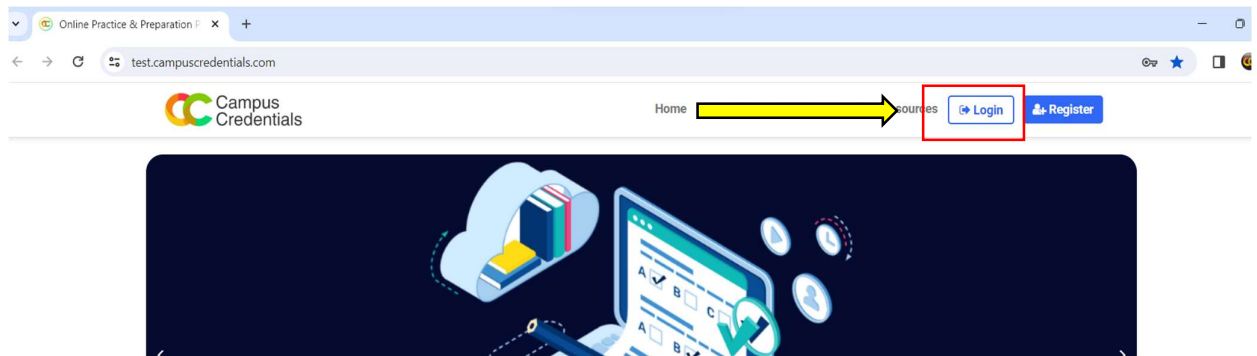 Online Practice & Preparation P
test.campuscredentials.com
Campus
Credentials
Home
sources
Login
Register
A
B
C
A
B